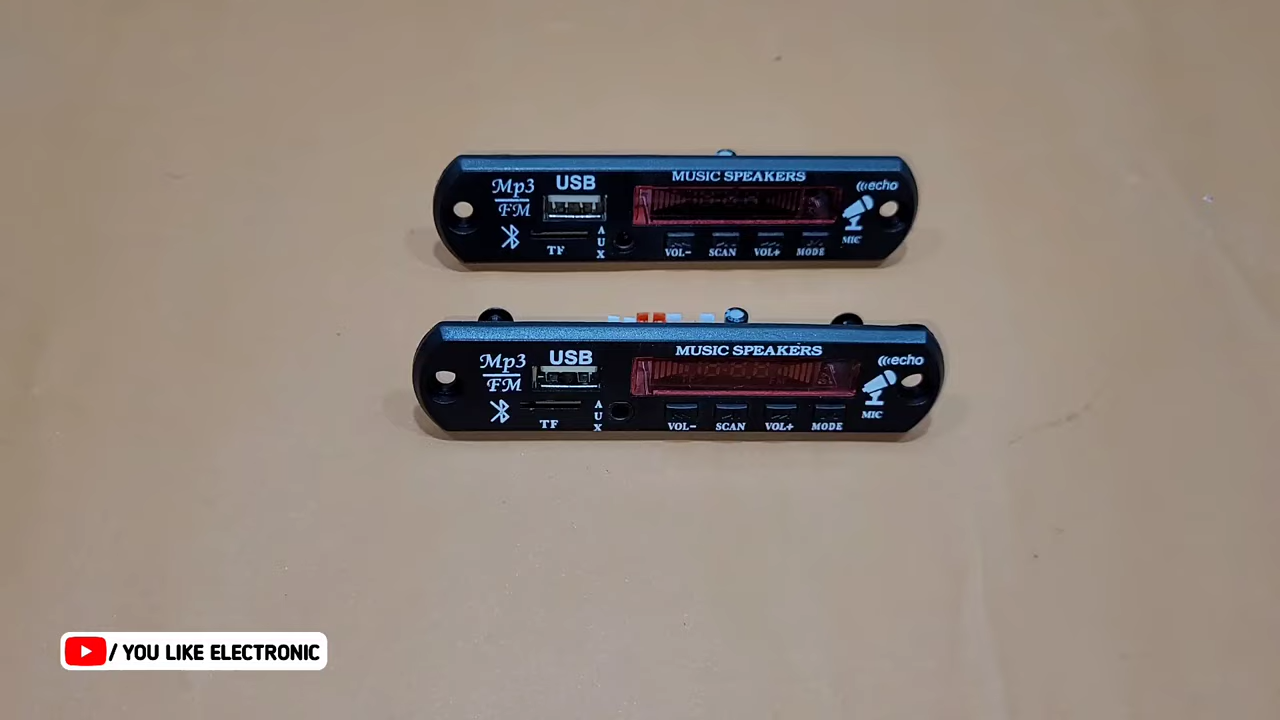 MUSIC SPEAKERS
Mp3
FM
USB
echo
TF
AUX
VOL-
SCAN
VOL+
MODE
MIC
MUSIC SPEAKERS
Mp3
FM
USB
echo
TF
AUX
VOL-
SCAN
VOL+
MODE
MIC
/ YOU LIKE ELECTRONIC